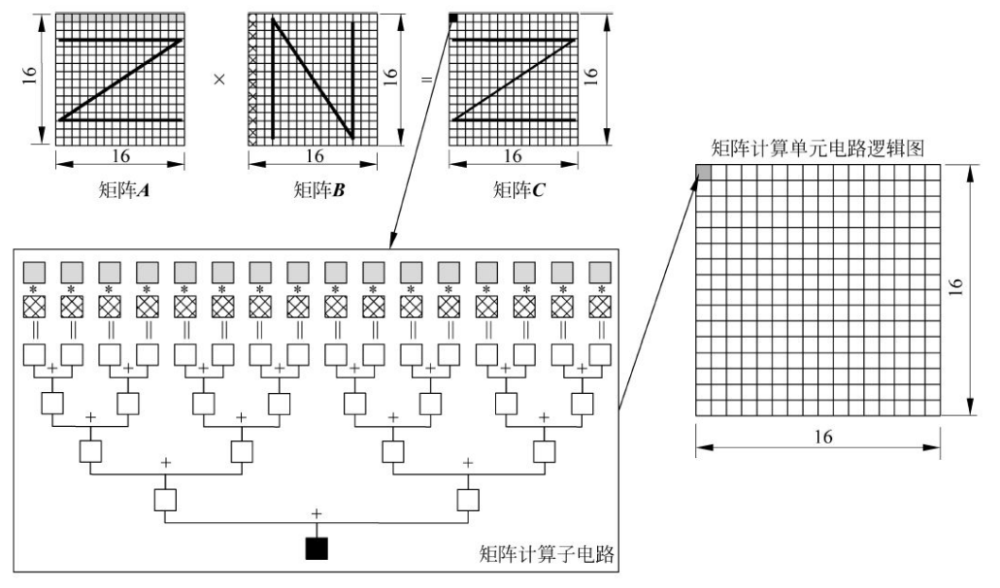 16
×
16
=
16
16
16
16
矩阵A
矩阵B
矩阵C
矩阵计算单元电路逻辑图
* * * * * * * * * * * * * * * *
= = = = = = = = = = = = = = = =
+ + + + + + + +
+ + + +
+ +
+
16
16
矩阵计算子电路